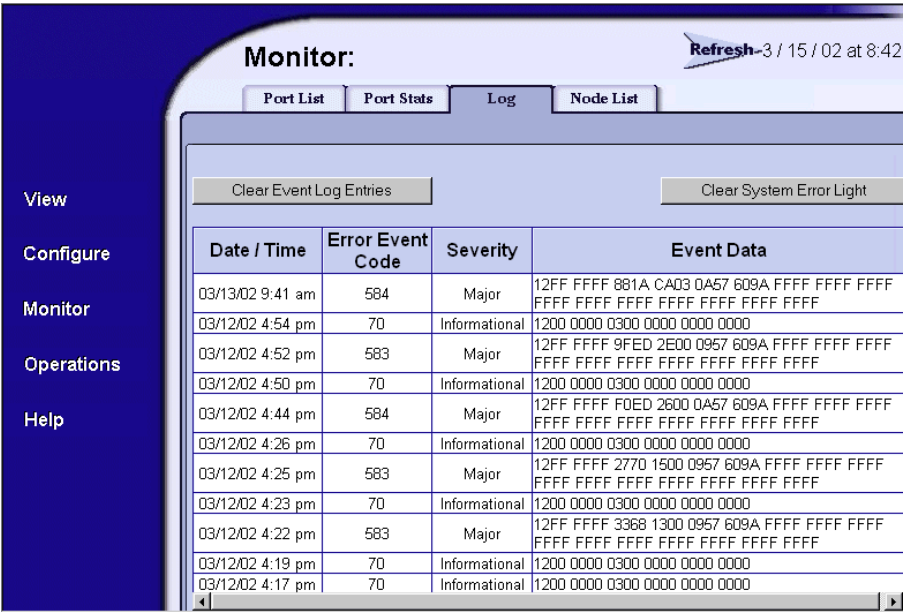 Monitor:
Refresh-3 / 15 / 02 at 8:42
Port List Port Stats Log Node List
Clear Event Log Entries Clear System Error Light
View
Configure
Monitor
Operations
Help
Date / Time Error Event Code Severity Event Data
03/13/02 9:41 am 584 Major 12FF FFFF 881A CA03 0A57 609A FFFF FFFF FFFF
FFFF FFFF FFFF FFFF FFFF FFFF FFFF FFFF
03/12/02 4:54 pm 70 Informational 1200 0000 0300 0000 0000 0000
03/12/02 4:52 pm 583 Major 12FF FFFF 9FED 2E00 0957 609A FFFF FFFF FFFF
FFFF FFFF FFFF FFFF FFFF FFFF FFFF FFFF
03/12/02 4:50 pm 70 Informational 1200 0000 0300 0000 0000 0000
03/12/02 4:44 pm 584 Major 12FF FFFF F0ED 2600 0A57 609A FFFF FFFF FFFF
FFFF FFFF FFFF FFFF FFFF FFFF FFFF FFFF
03/12/02 4:26 pm 70 Informational 1200 0000 0300 0000 0000 0000
03/12/02 4:25 pm 583 Major 12FF FFFF 2770 1500 0957 609A FFFF FFFF FFFF
FFFF FFFF FFFF FFFF FFFF FFFF FFFF FFFF
03/12/02 4:23 pm 70 Informational 1200 0000 0300 0000 0000 0000
03/12/02 4:22 pm 583 Major 12FF FFFF 3368 1300 0957 609A FFFF FFFF FFFF
FFFF FFFF FFFF FFFF FFFF FFFF FFFF FFFF
03/12/02 4:19 pm 70 Informational 1200 0000 0300 0000 0000 0000
03/12/02 4:17 pm 70 Informational 1200 0000 0300 0000 0000 0000